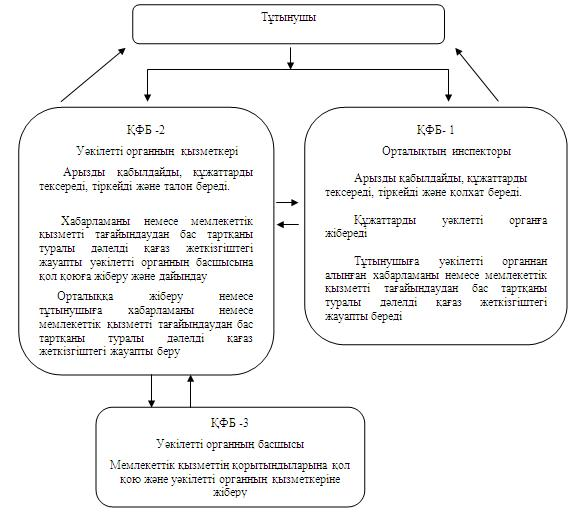 Тұтынушы
ҚФБ -2
Уәкілетті органның қызметкері
Арызды қабылдайды, құжаттарды
тексереді, тіркейді және талон береді.
Хабарламаны немесе мемлекеттік
қызметті тағайындаудан бас тартқаны
туралы дәлелді қағаз жеткізгіштегі
жауапты уәкілетті органның басшысына
қол қоюға жіберу және дайындау
Орталыққа жіберу немесе
тұтынушыға хабарламаны немесе
мемлекеттік қызметті тағайындаудан бас
тартқаны туралы дәлелді қағаз
жеткізгіштегі жауапты беру
ҚФБ- 1
Орталықтың инспекторы
Арызды қабылдайды, құжаттарды
тексереді, тіркейді және қолхат береді.
Құжаттарды уәклетті органға
жібереді
Тұтынушыға уәкілетті органнан
алынған хабарламаны немесе мемлекеттік
қызметті тағайындаудан бас тартқаны
туралы дәлелді қағаз жеткізгіштегі
жауапты береді
ҚФБ -3
Уәкілетті органның басшысы
Мемлекеттік қызметтің қорытындыларына қол
қою және уәкілетті органның қызметкеріне
жіберу